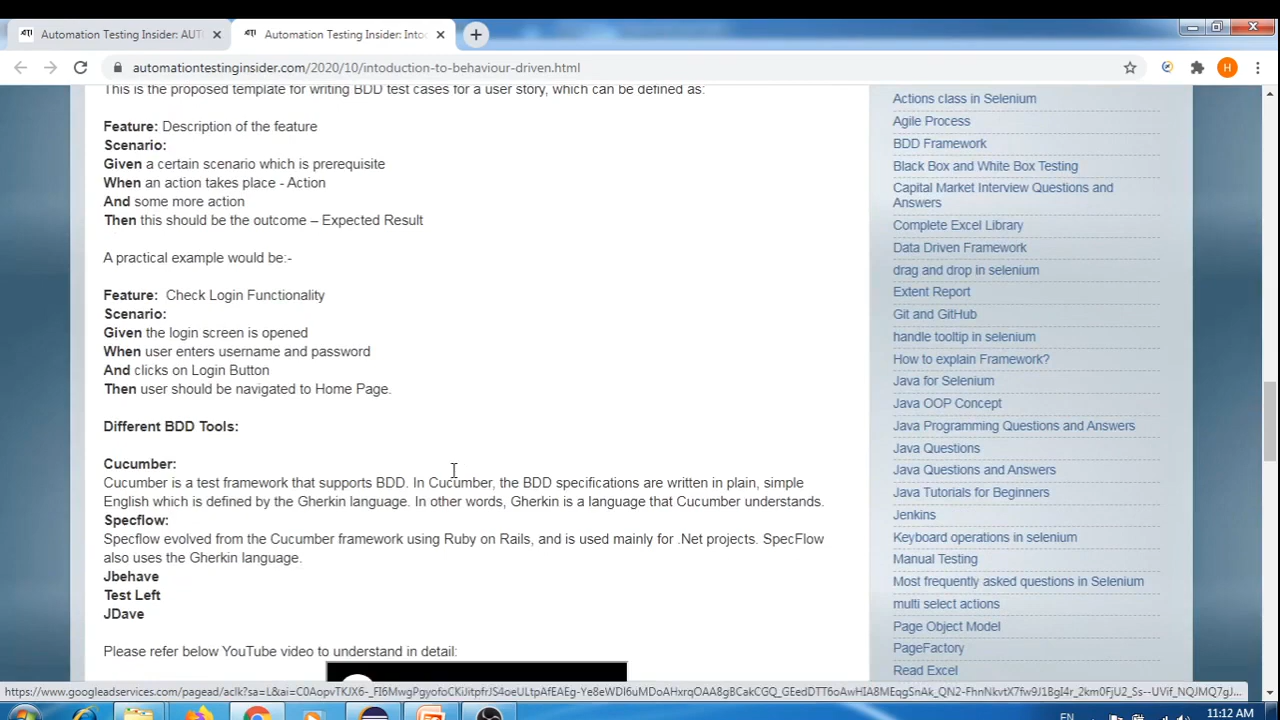 Automation Testing Insider: AUT
Automation Testing Insider: Intoc
automationtestinginsider.com/2020/10/intoduction-to-behaviour-driven.html
H
This is the proposed template for writing BDD test cases for a user story, which can be defined as:
Feature: Description of the feature
Scenario:
Given a certain scenario which is prerequisite
When an action takes place - Action
And some more action
Then this should be the outcome – Expected Result
A practical example would be:-
Feature: Check Login Functionality
Scenario:
Given the login screen is opened
When user enters username and password
And clicks on Login Button
Then user should be navigated to Home Page.
Different BDD Tools:
Cucumber:
Cucumber is a test framework that supports BDD. In Cucumber, the BDD specifications are written in plain, simple
English which is defined by the Gherkin language. In other words, Gherkin is a language that Cucumber understands.
Specflow:
Specflow evolved from the Cucumber framework using Ruby on Rails, and is used mainly for .Net projects. SpecFlow
also uses the Gherkin language.
Jbehave
Test Left
JDave
Please refer below YouTube video to understand in detail:
Actions class in Selenium
Agile Process
BDD Framework
Black Box and White Box Testing
Capital Market Interview Questions and
Answers
Complete Excel Library
Data Driven Framework
drag and drop in selenium
Extent Report
Git and GitHub
handle tooltip in selenium
How to explain Framework?
Java for Selenium
Java OOP Concept
Java Programming Questions and Answers
Java Questions
Java Questions and Answers
Java Tutorials for Beginners
Jenkins
Keyboard operations in selenium
Manual Testing
Most frequently asked questions in Selenium
multi select actions
Page Object Model
PageFactory
Read Excel
EN
11:12 AM